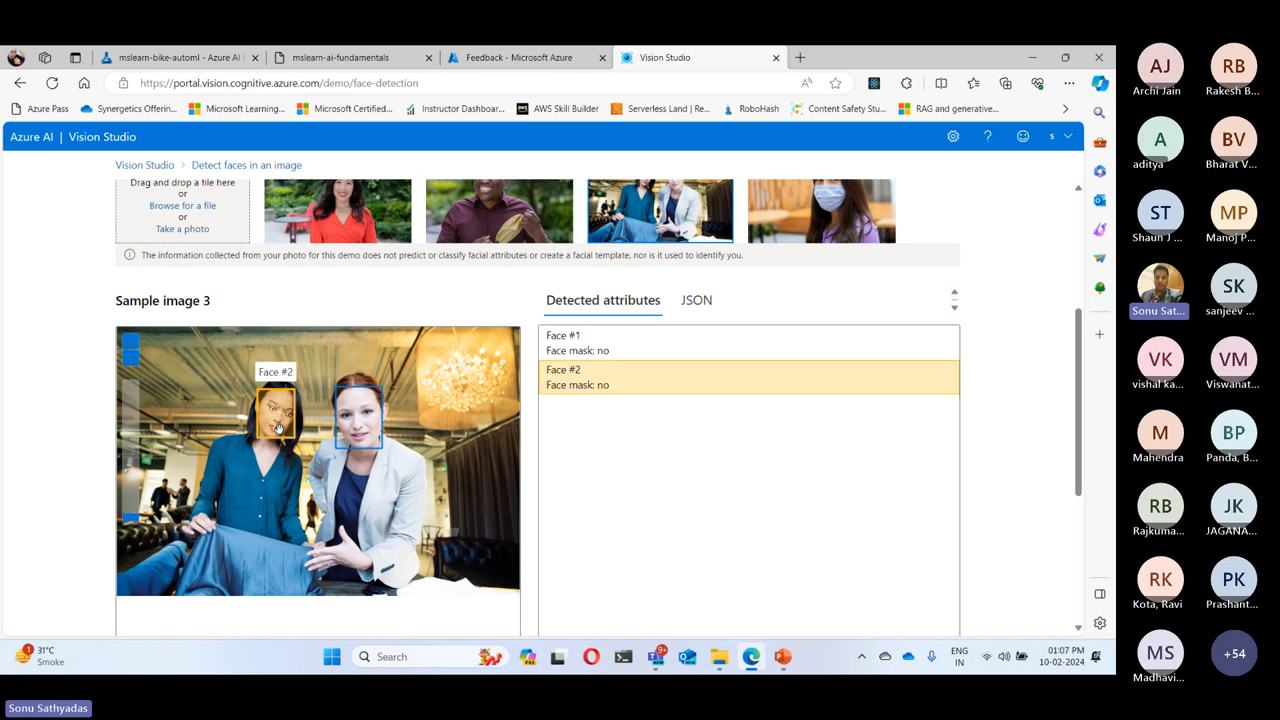 mslearn-bike-automl - Azure AI |
mslearn-ai-fundamentals
Feedback - Microsoft Azure
Vision Studio
https://portal.vision.cognitive.azure.com/demo/face-detection
Azure Pass
Synergetics Offerin...
Microsoft Learning...
Microsoft Certified...
Instructor Dashboar...
AWS Skill Builder
Serverless Land | Re...
RoboHash
Content Safety Stu...
RAG and generative...
Azure AI | Vision Studio
s
Vision Studio > Detect faces in an image
Drag and drop a file here
or
Browse for a file
or
Take a photo
The information collected from your photo for this demo does not predict or classify facial attributes or create a facial template, nor is it used to identify you.
Sample image 3
Detected attributes
JSON
Face #2
Face #1
Face mask: no
Face #2
Face mask: no
1
31°C
Smoke
Search
9+
NEW
NEW
ENG
IN
01:07 PM
10-02-2024
AJ
Archi Jain
RB
Rakesh B...
A
aditya
BV
Bharat V...
ST
Shaun J ...
MP
Manoj P...
Sonu Sat...
SK
sanjeev ...
VK
vishal ka...
VM
Viswanat...
M
Mahendra
BP
Panda, B...
RB
Rajkuma...
JK
JAGANA...
RK
Kota, Ravi
PK
Prashant...
MS
Madhavi...
+54
Sonu Sathyadas